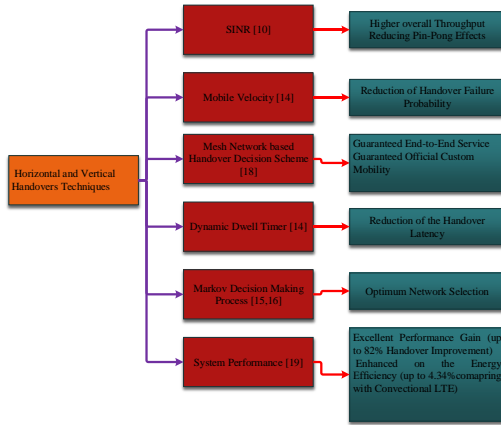 SINR [10]
Higher overall Throughput
Reducing Pin-Pong Effects
Mobile Velocity [14]
Reduction of Handover Failure
Probability
Horizontal and Vertical
Handovers Techniques
Mesh Network based
Handover Decision Scheme
[18]
Guaranteed End-to-End Service
Guaranteed Official Custom
Mobility
Dynamic Dwell Timer [14]
Reduction of the Handover
Latency
Markov Decision Making
Process [15,16]
Optimum Network Selection
System Performance [19]
Excellent Performance Gain (up
to 82% Handover Improvement)
Enhanced on the Energy
Efficiency (up to 4.34%comapring
with Convectional LTE)